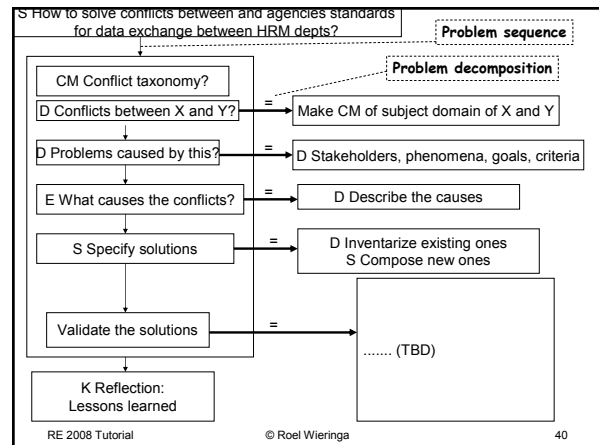 S How to solve conflicts between and agencies standards
for data exchange between HRM depts?
Problem sequence
Problem decomposition
CM Conflict taxonomy?
D Conflicts between X and Y?
=
Make CM of subject domain of X and Y
D Problems caused by this?
=
D Stakeholders, phenomena, goals, criteria
E What causes the conflicts?
=
D Describe the causes
S Specify solutions
=
D Inventarize existing ones
S Compose new ones
Validate the solutions
=
....... (TBD)
K Reflection:
Lessons learned
RE 2008 Tutorial
© Roel Wieringa
40